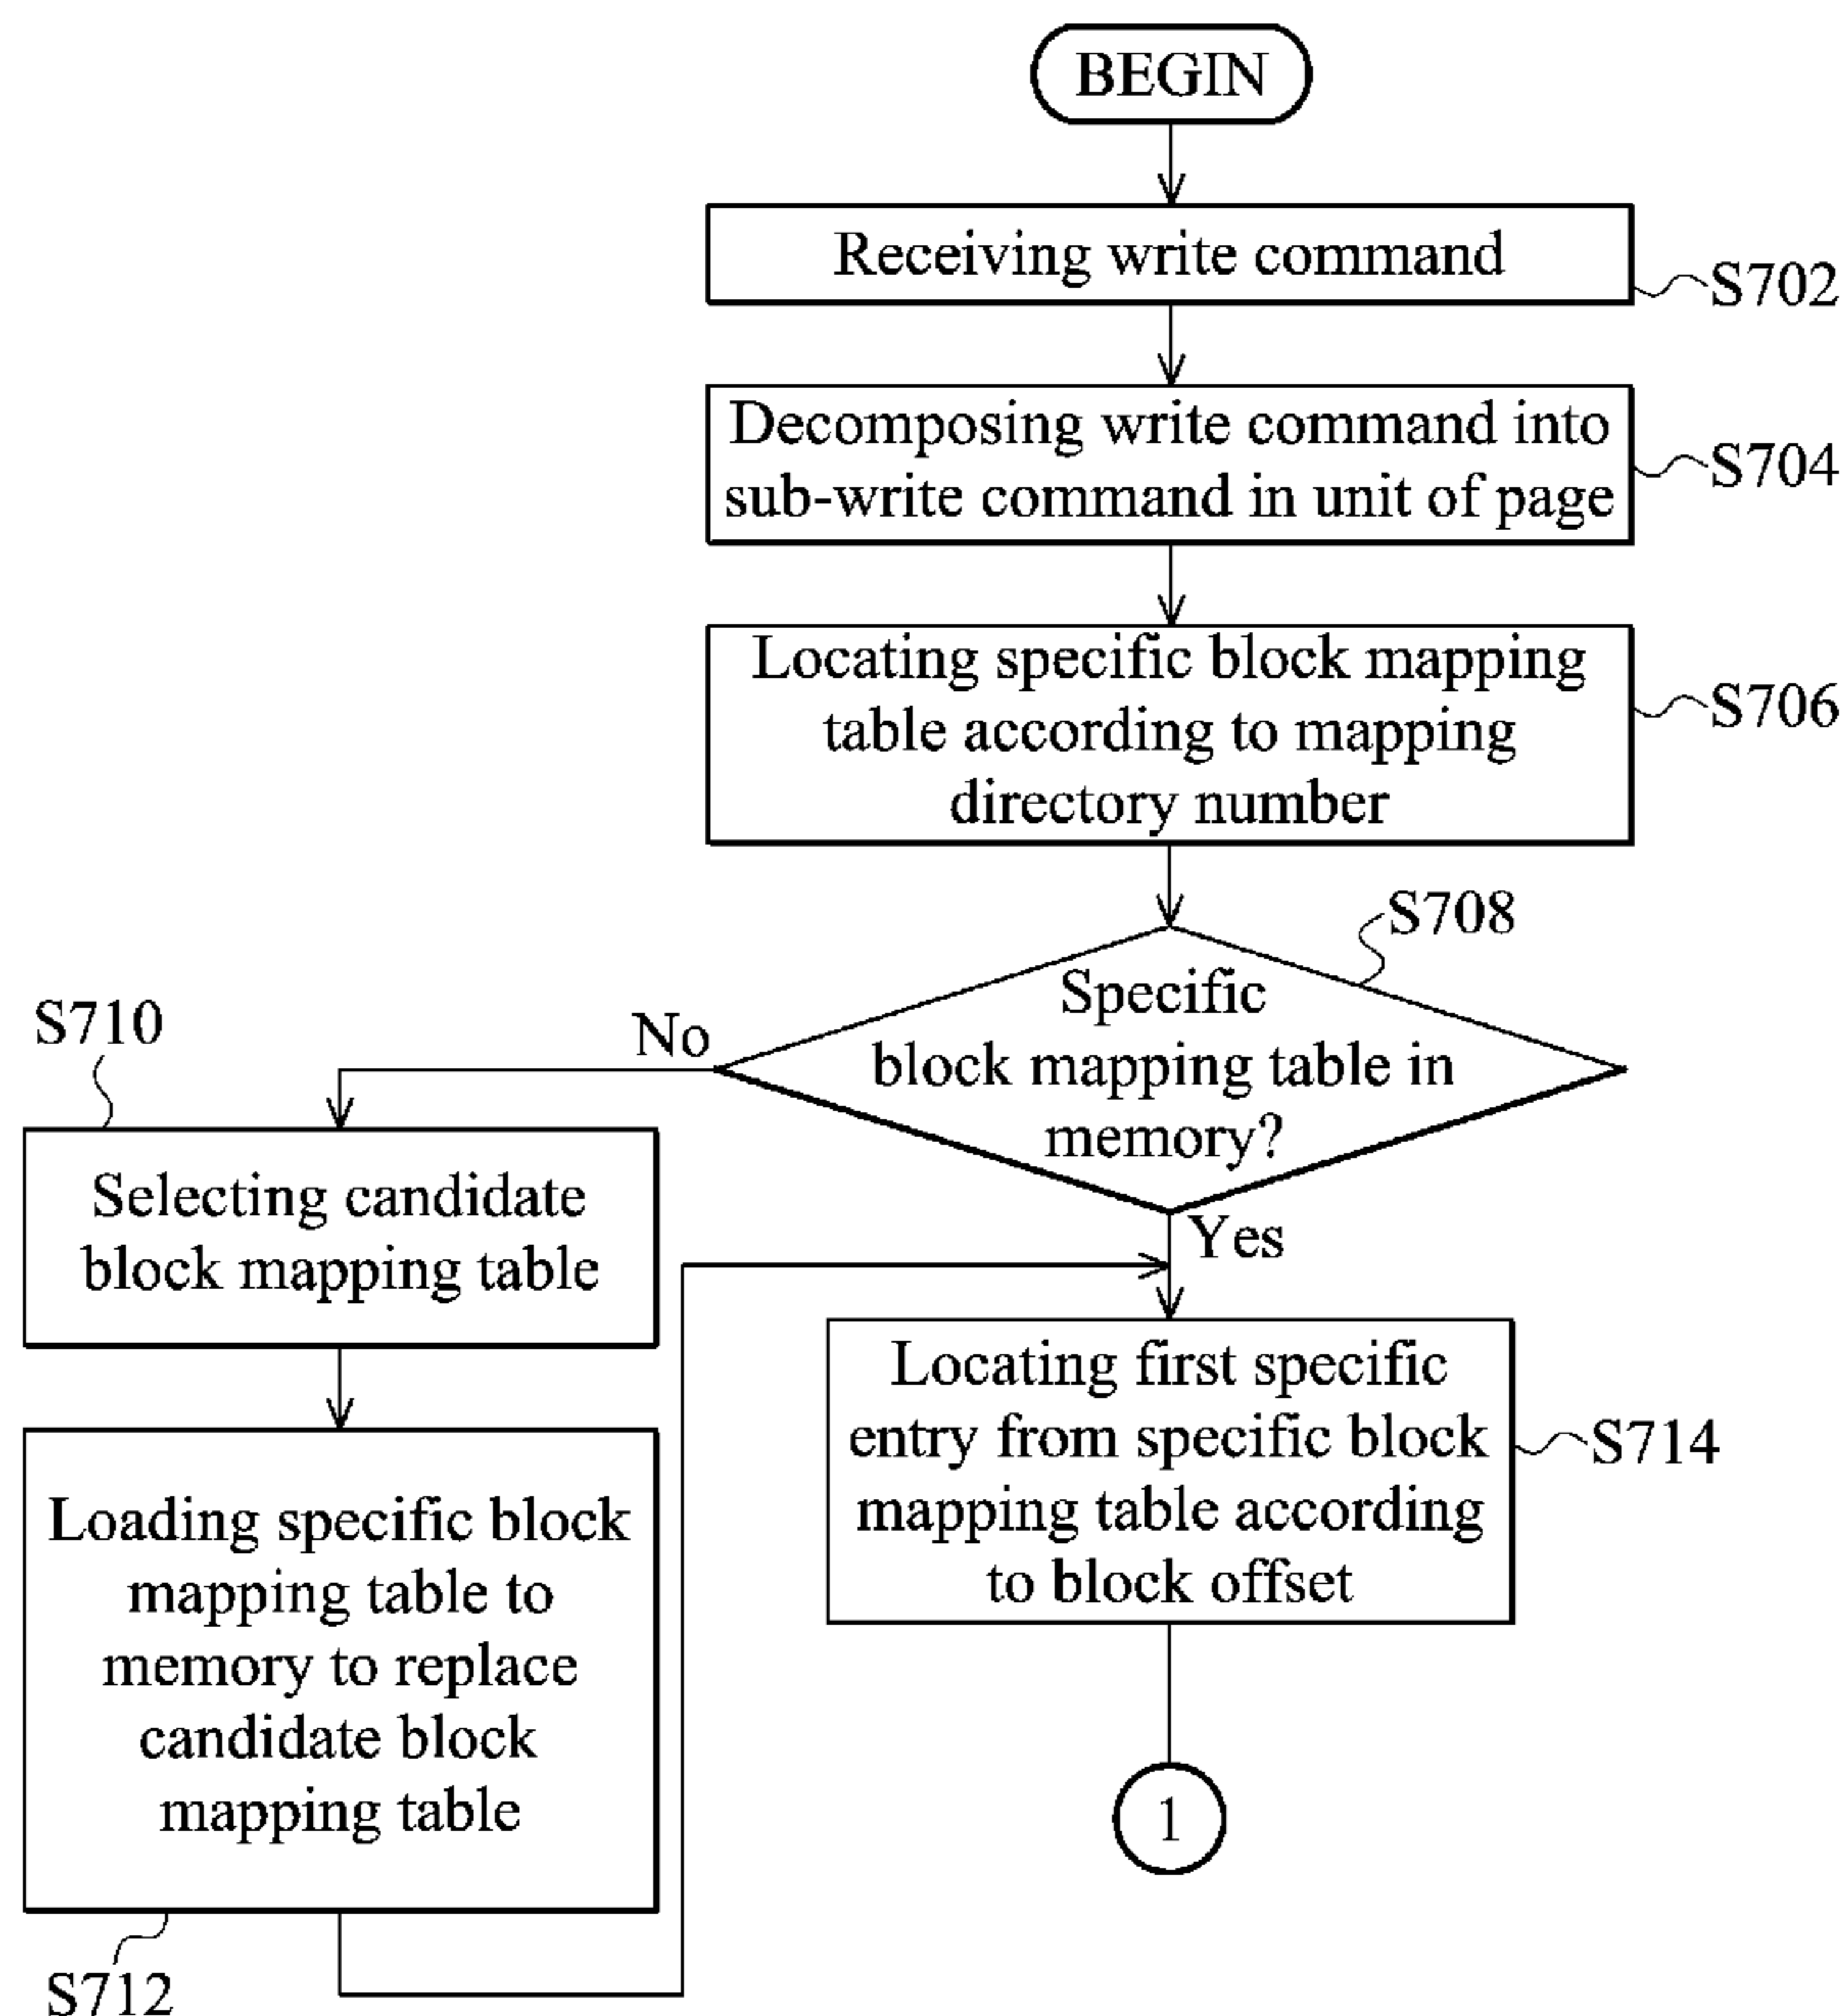 BEGIN
Receiving write command
S702
Decomposing write command into
sub-write command in unit of page
S704
Locating specific block mapping
table according to mapping
directory number
S706
S708
Specific
block mapping table in
memory?
No
Yes
S710
Selecting candidate
block mapping table
Loading specific block
mapping table to
memory to replace
candidate block
mapping table
S712
Locating first specific
entry from specific block
mapping table according
to block offset
S714
1